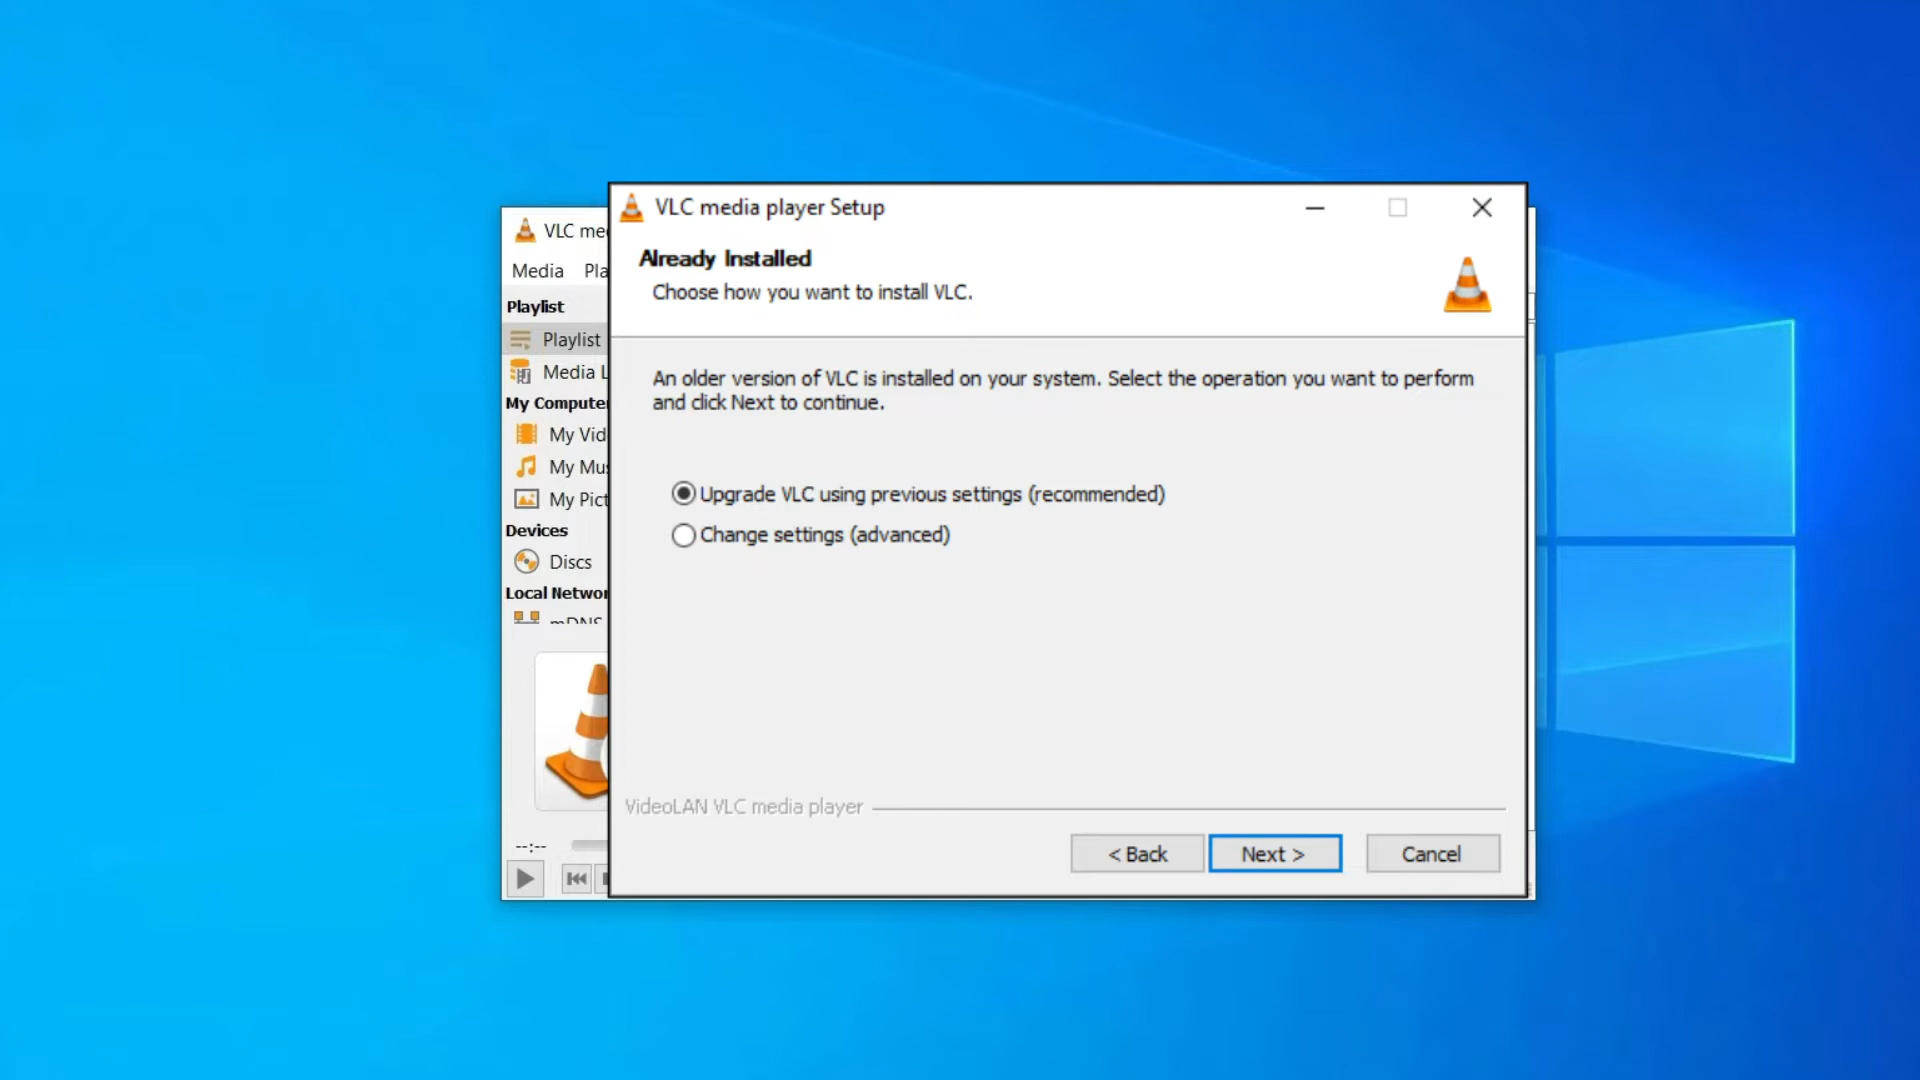 VLC me
Media Pla
Playlist
Playlist
Media L
My Compute
My Vid
My Mus
My Pict
Devices
Discs
Local Networ
mDNS
--:--
VLC media player Setup
Already Installed
Choose how you want to install VLC.
An older version of VLC is installed on your system. Select the operation you want to perform
and click Next to continue.
Upgrade VLC using previous settings (recommended)
Change settings (advanced)
VideoLAN VLC media player
< Back Next > Cancel